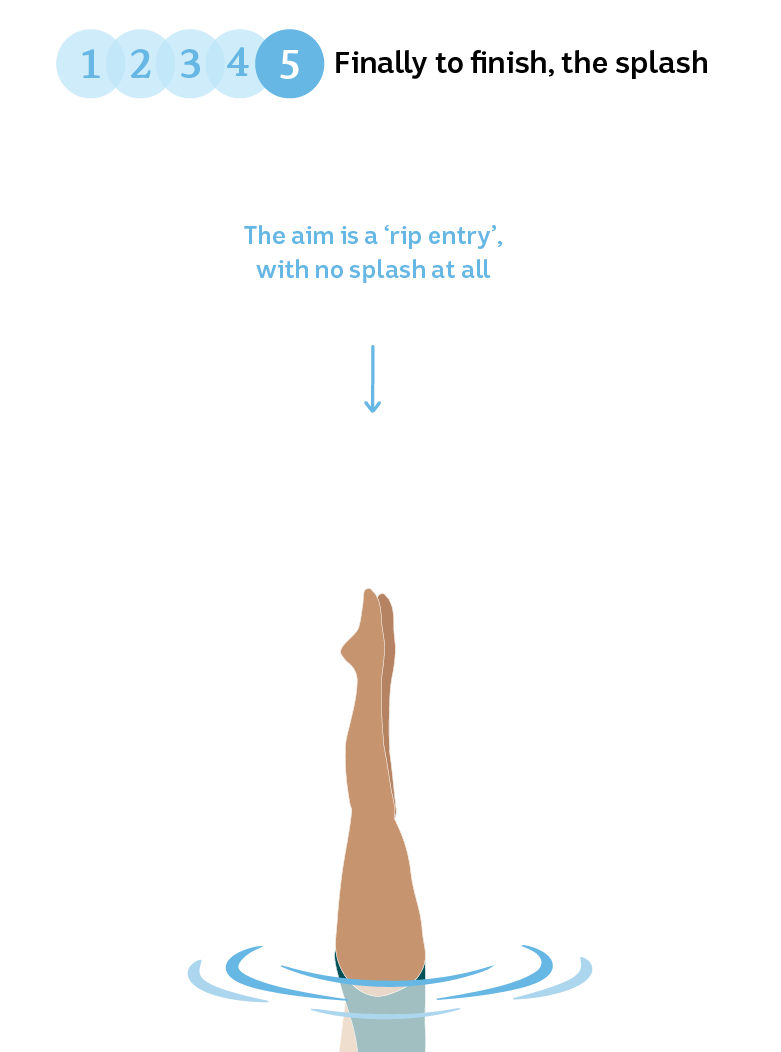 1 2 3 4 5 Finally to finish, the splash
The aim is a ‘rip entry’,
with no splash at all